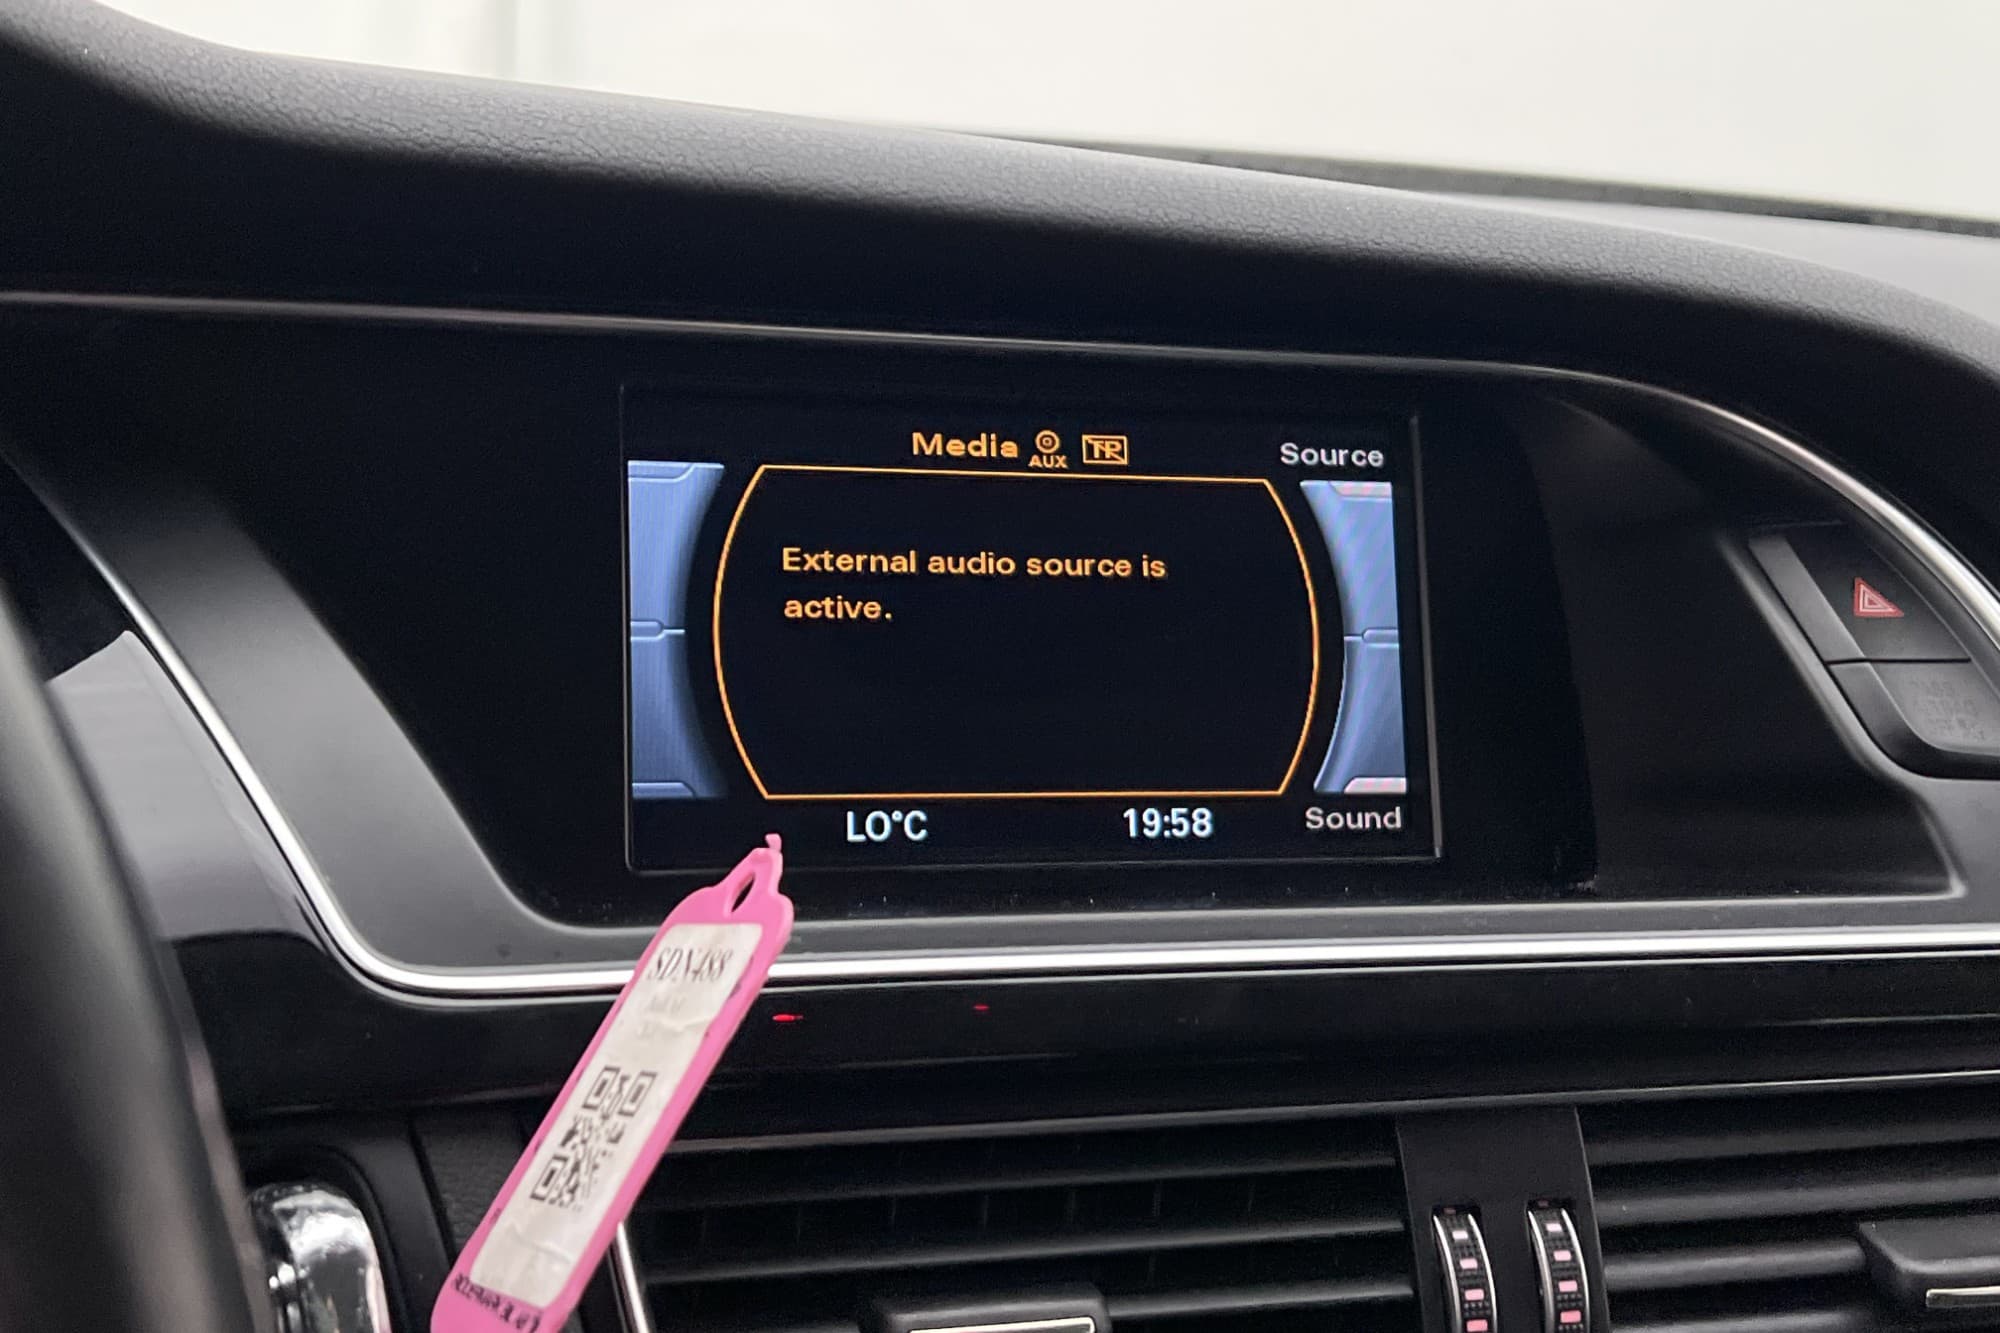 Media AUX TP
Source
External audio source is
active.
LO°C
19:58
Sound
SDN488